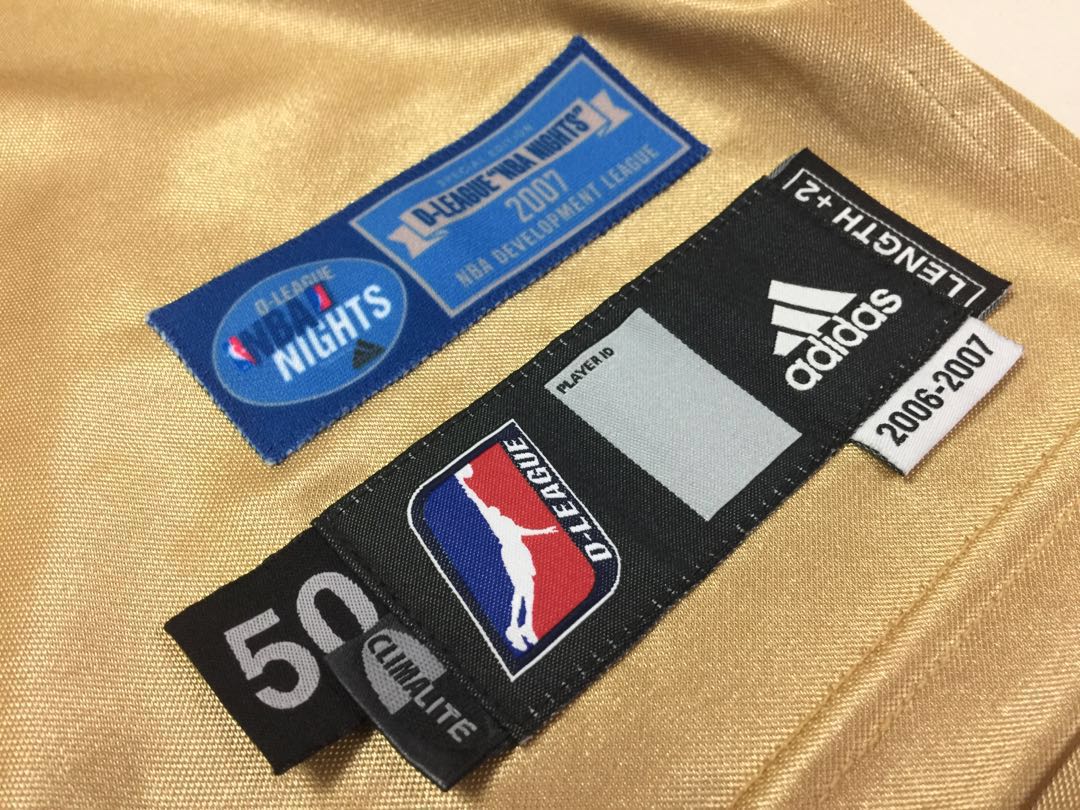 SPECIAL EDITION
D-LEAGUE "NBA NIGHTS"
2007
NBA DEVELOPMENT LEAGUE
D-LEAGUE
NBA
NIGHTS
LENGTH +2
adidas
2006-2007
PLAYER ID
D-LEAGUE
50
CLIMALITE